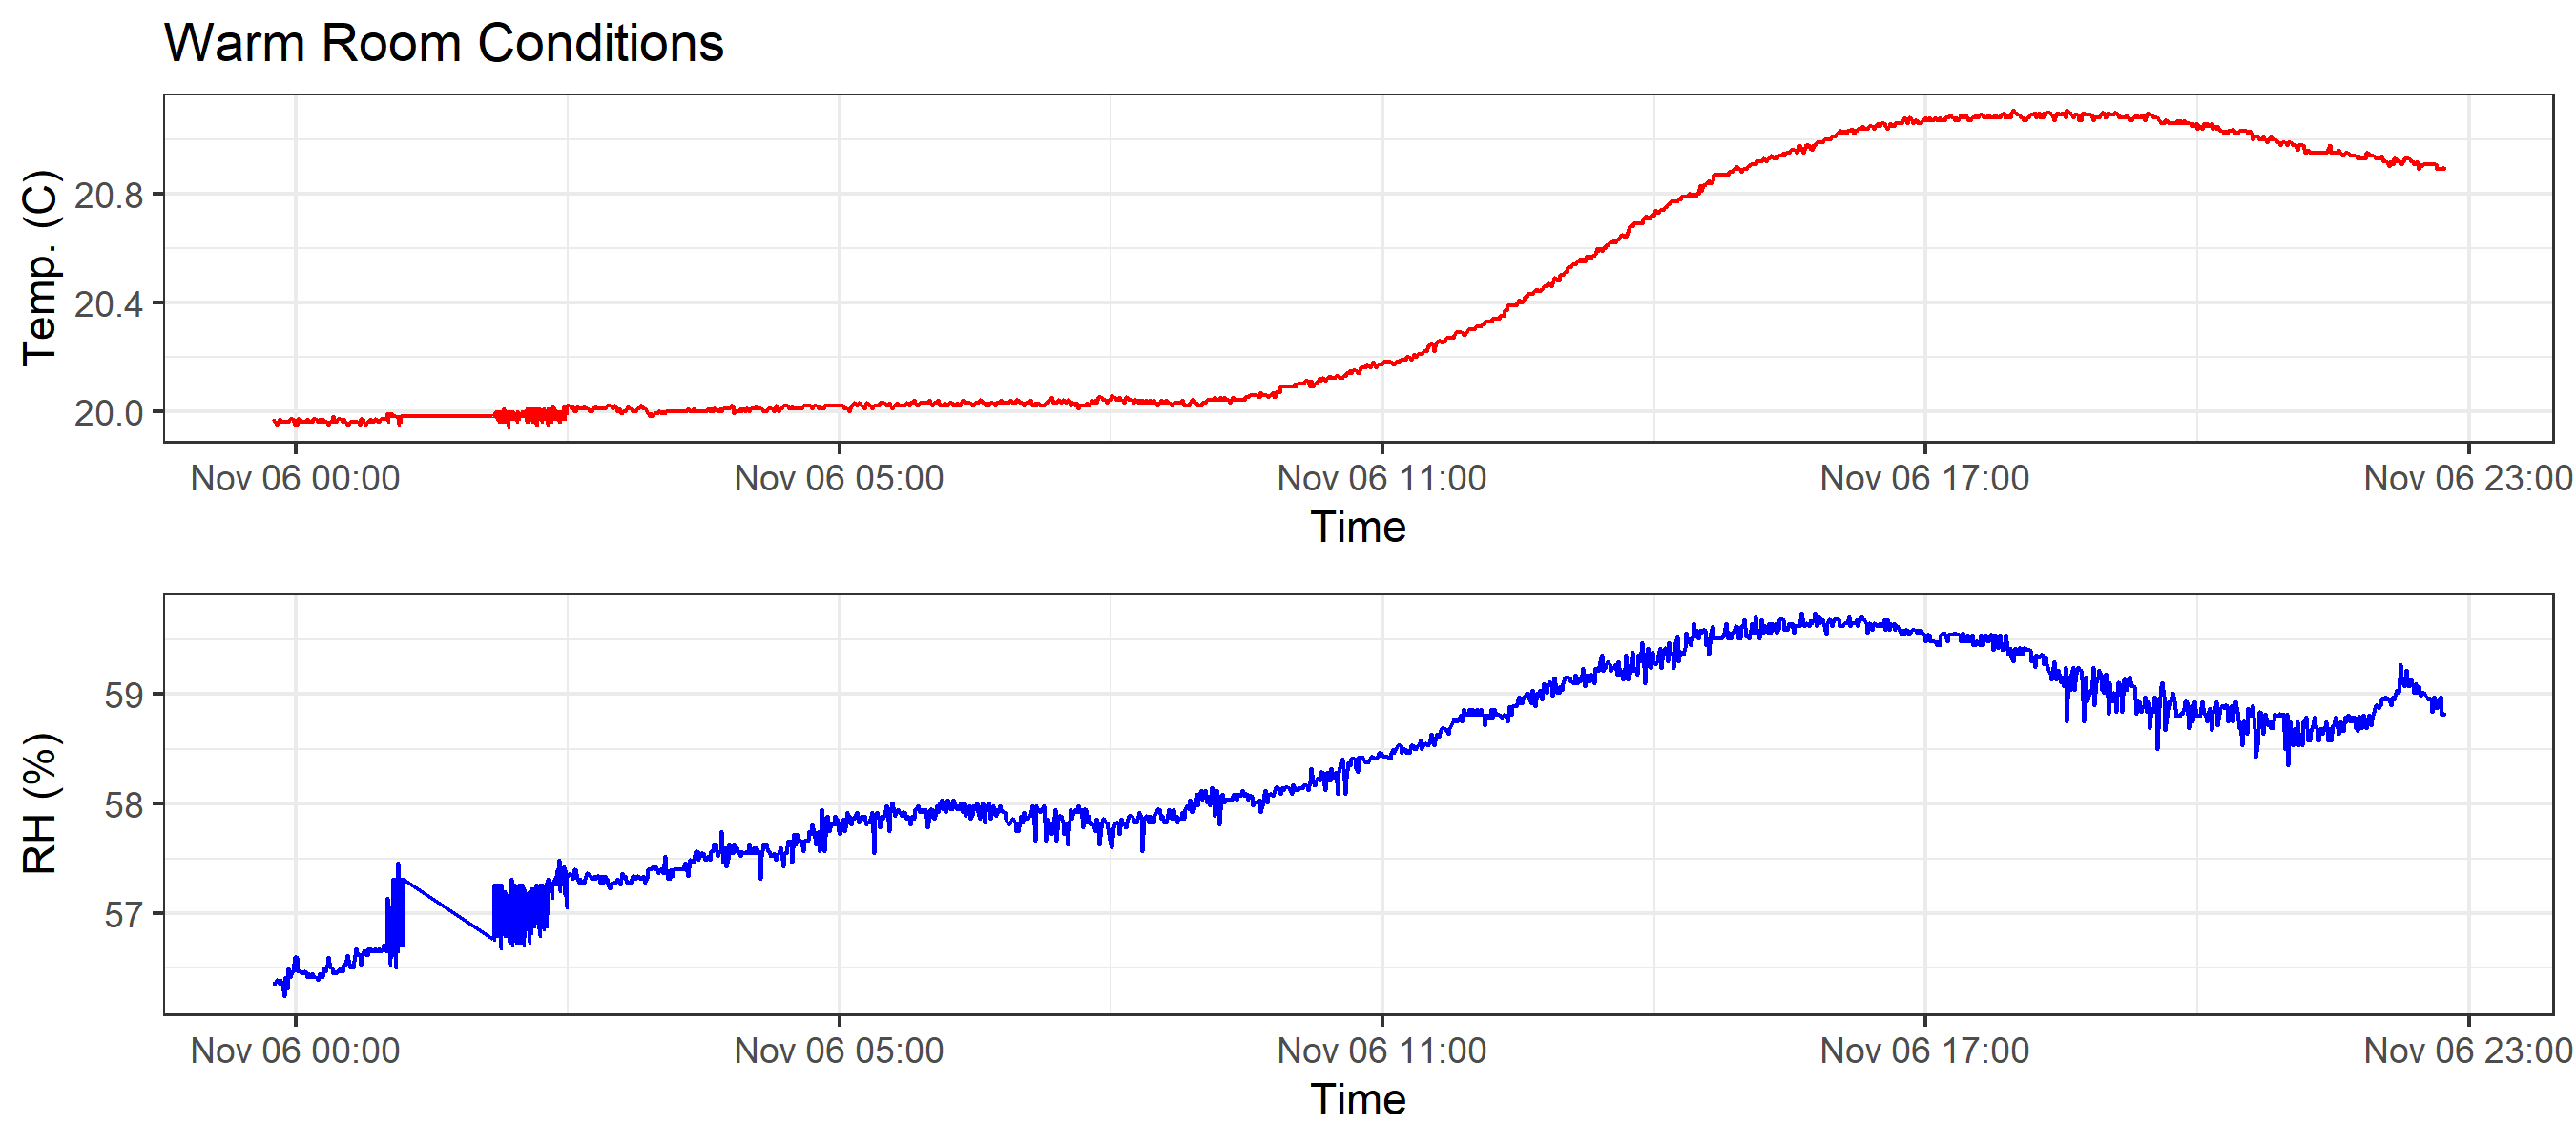 Warm Room Conditions
Temp. (C)
20.8
20.4
20.0
Nov 06 00:00 Nov 06 05:00 Nov 06 11:00 Nov 06 17:00 Nov 06 23:00
Time
RH (%)
59
58
57
Nov 06 00:00 Nov 06 05:00 Nov 06 11:00 Nov 06 17:00 Nov 06 23:00
Time